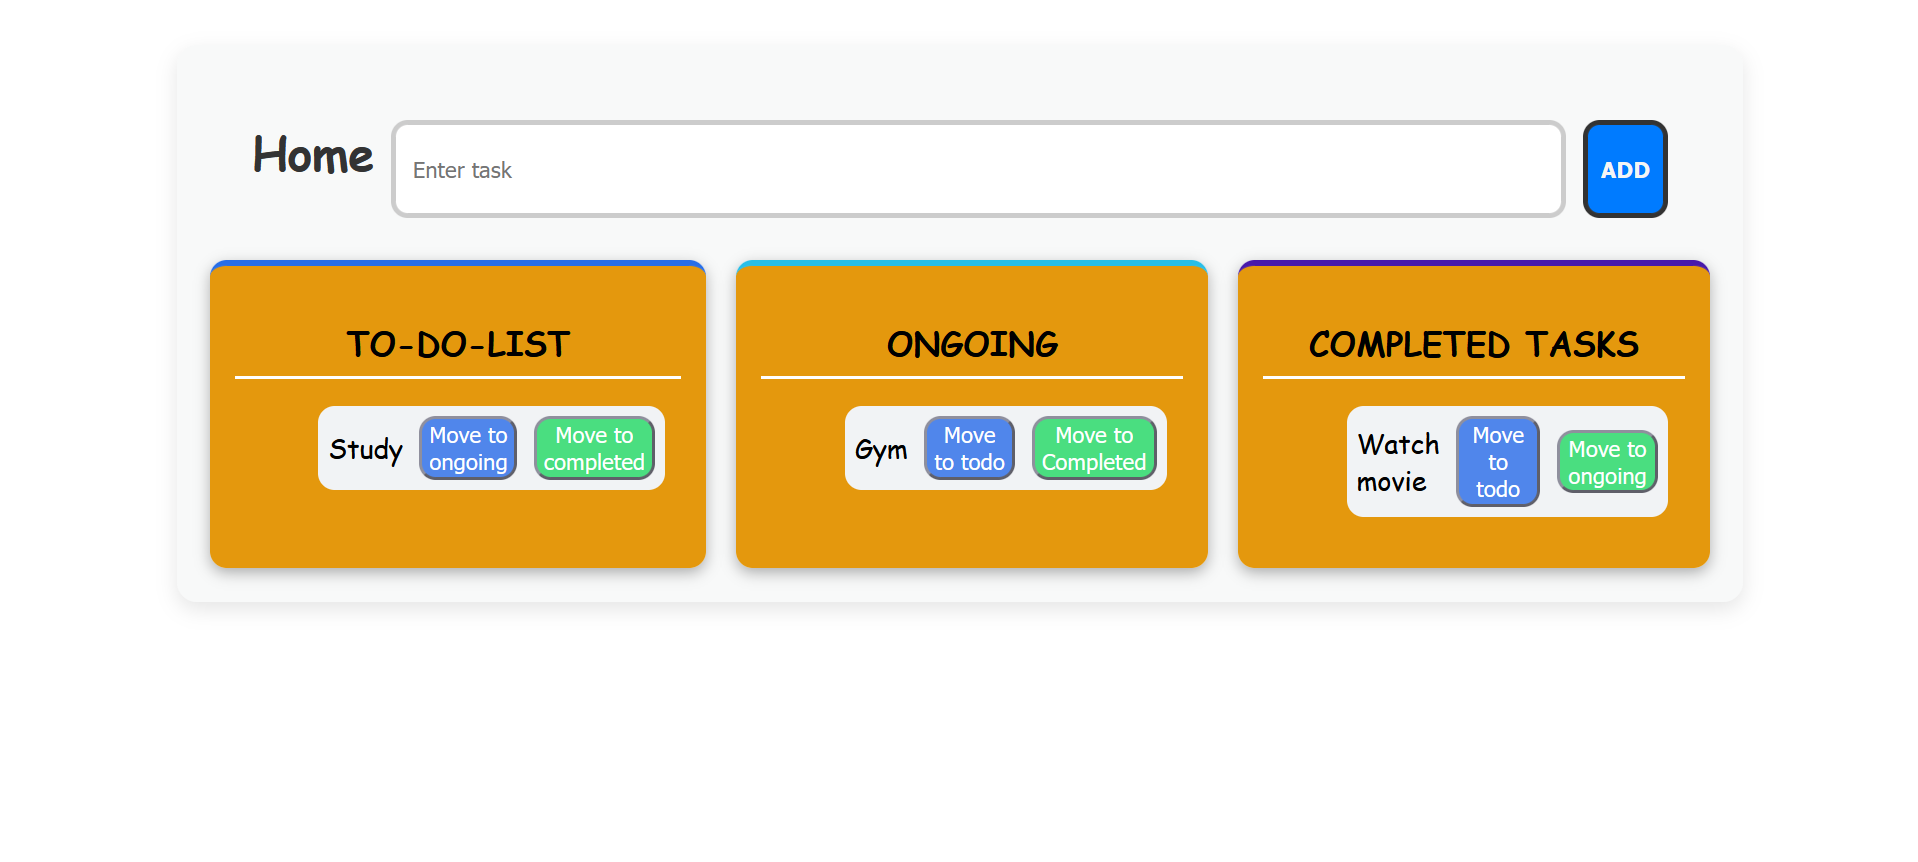 Home
Enter task
ADD
TO-DO-LIST
Study
Move to
ongoing
Move to
completed
ONGOING
Gym
Move
to todo
Move to
Completed
COMPLETED TASKS
Watch
movie
Move
to
todo
Move to
ongoing